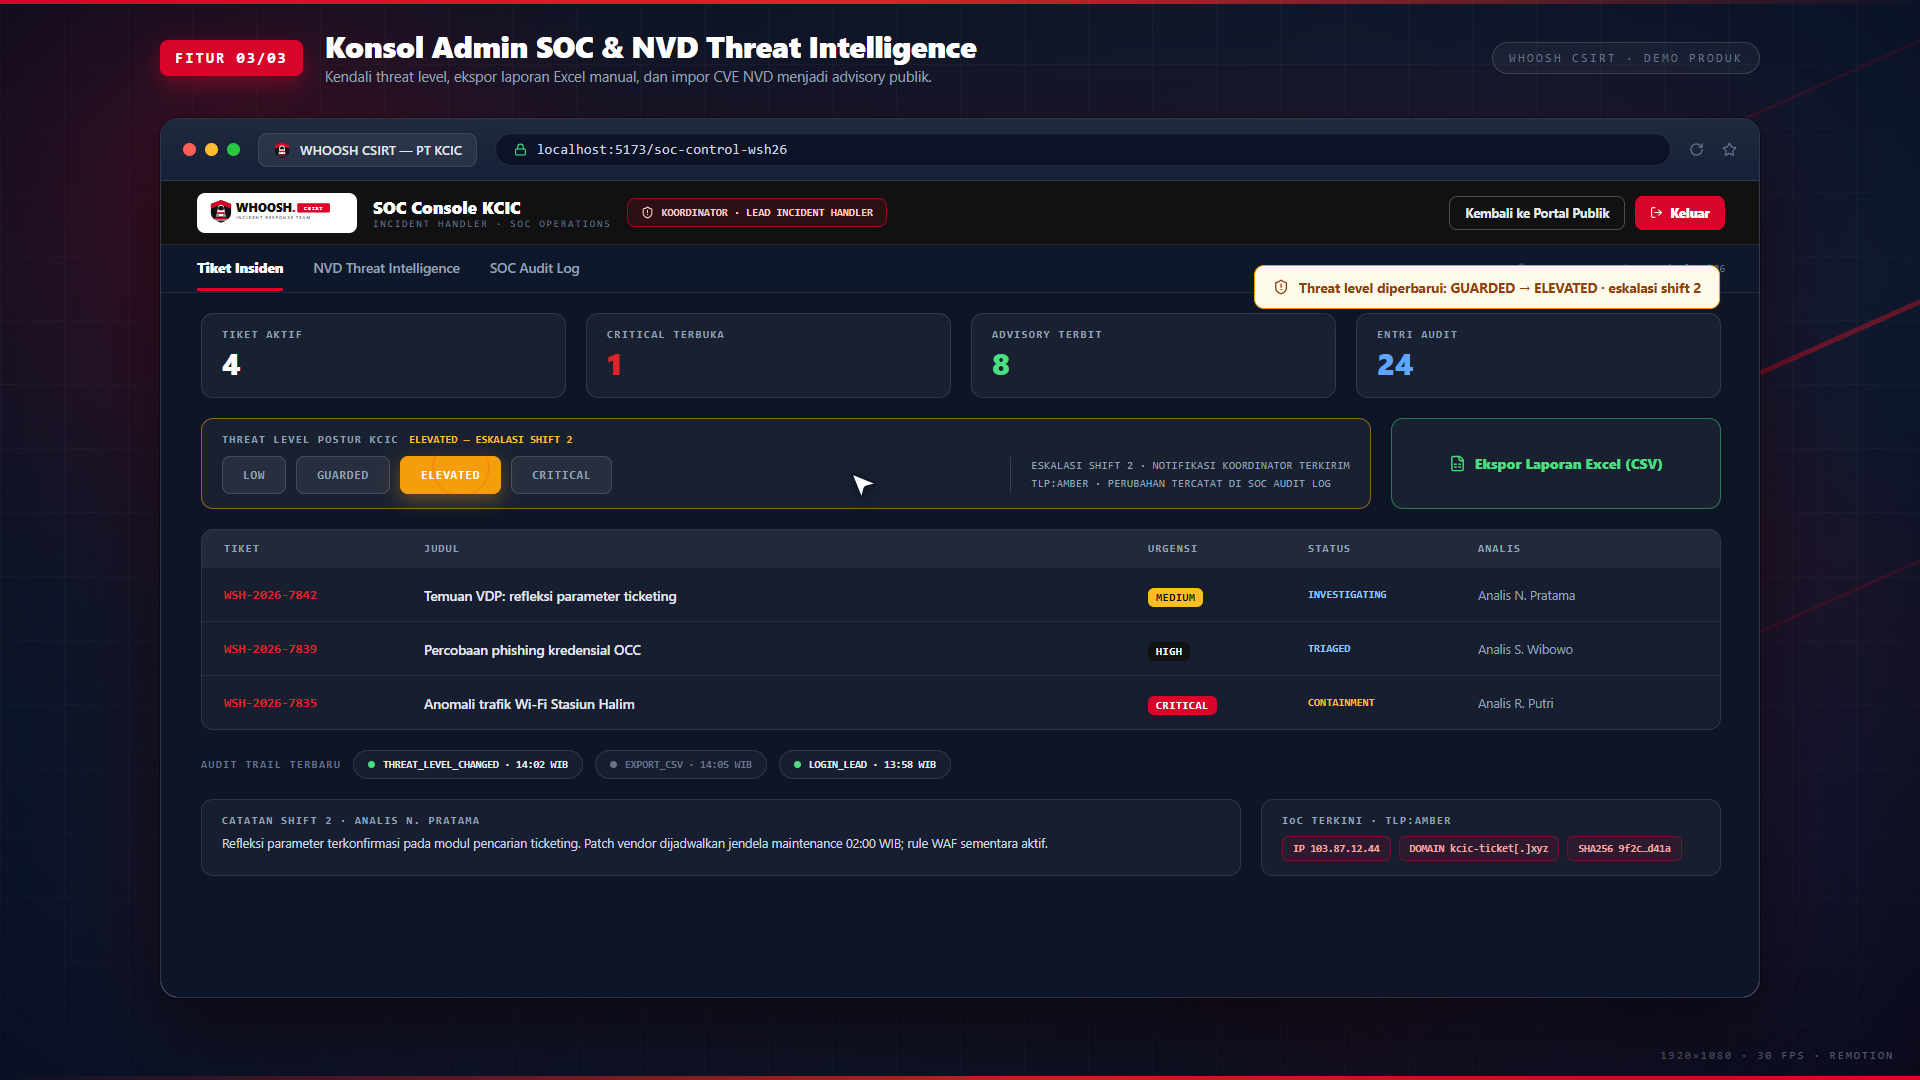 FITUR 03/03
Konsol Admin SOC & NVD Threat Intelligence
Kendali threat level, ekspor laporan Excel manual, dan impor CVE NVD menjadi advisory publik.
WHOOSH CSIRT · DEMO PRODUK
WHOOSH CSIRT — PT KCIC
localhost:5173/soc-control-wsh26
WHOOSH. CSIRT
INCIDENT RESPONSE TEAM
SOC Console KCIC
INCIDENT HANDLER · SOC OPERATIONS
KOORDINATOR · LEAD INCIDENT HANDLER
Kembali ke Portal Publik
Keluar
Tiket Insiden
NVD Threat Intelligence
SOC Audit Log
Threat level diperbarui: GUARDED → ELEVATED · eskalasi shift 2
TIKET AKTIF
4
CRITICAL TERBUKA
1
ADVISORY TERBIT
8
ENTRI AUDIT
24
THREAT LEVEL POSTUR KCIC ELEVATED — ESKALASI SHIFT 2
LOW
GUARDED
ELEVATED
CRITICAL
ESKALASI SHIFT 2 · NOTIFIKASI KOORDINATOR TERKIRIM
TLP:AMBER · PERUBAHAN TERCATAT DI SOC AUDIT LOG
Ekspor Laporan Excel (CSV)
TIKET JUDUL URGENSI STATUS ANALIS
WSH-2026-7842 Temuan VDP: refleksi parameter ticketing MEDIUM INVESTIGATING Analis N. Pratama
WSH-2026-7839 Percobaan phishing kredensial OCC HIGH TRIAGED Analis S. Wibowo
WSH-2026-7835 Anomali trafik Wi-Fi Stasiun Halim CRITICAL CONTAINMENT Analis R. Putri
AUDIT TRAIL TERBARU
THREAT_LEVEL_CHANGED · 14:02 WIB
EXPORT_CSV · 14:05 WIB
LOGIN_LEAD · 13:58 WIB
CATATAN SHIFT 2 · ANALIS N. PRATAMA
Refleksi parameter terkonfirmasi pada modul pencarian ticketing. Patch vendor dijadwalkan jendela maintenance 02:00 WIB; rule WAF sementara aktif.
IoC TERKINI · TLP:AMBER
IP 103.87.12.44
DOMAIN kcic-ticket[.]xyz
SHA256 9f2c…d41a
1920×1080 · 30 FPS · REMOTION